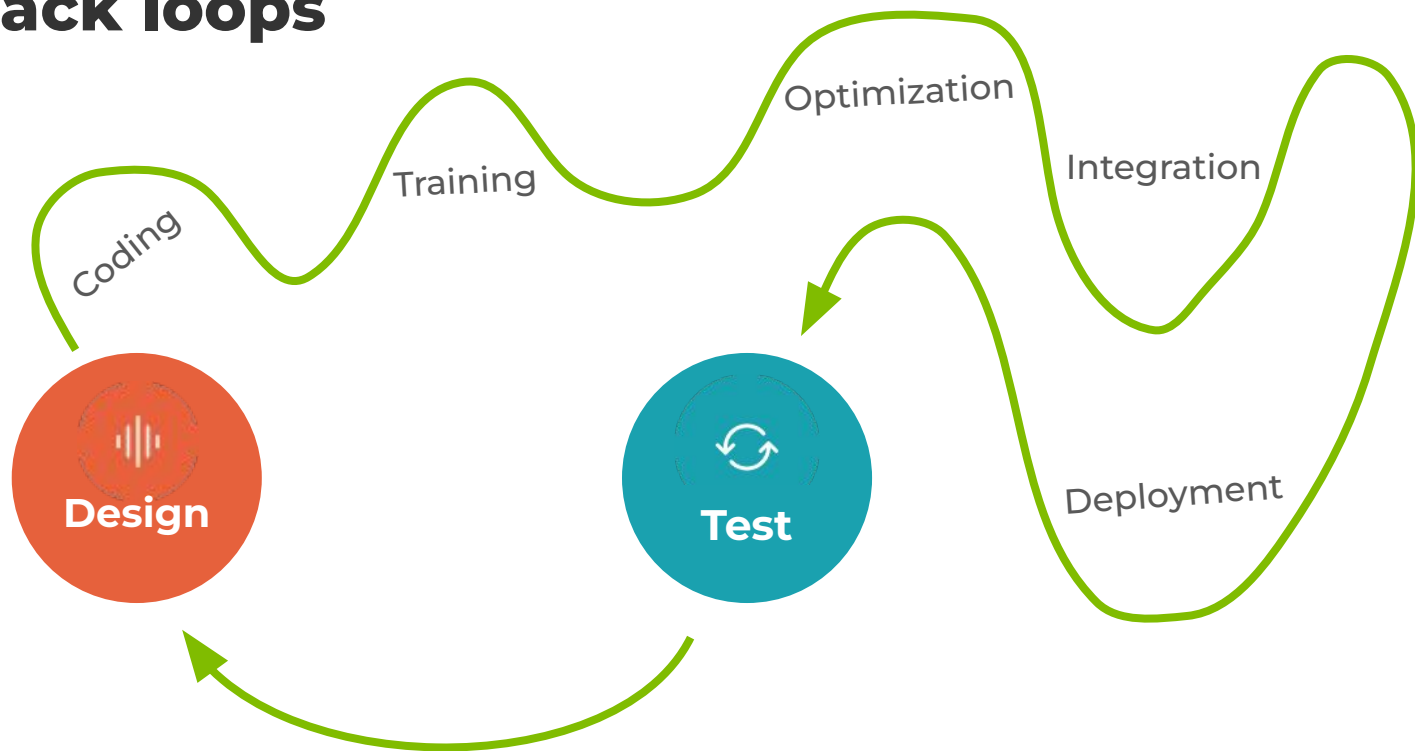 ack loops
Optimization
Integration
Training
Coding
Deployment
Design
Test